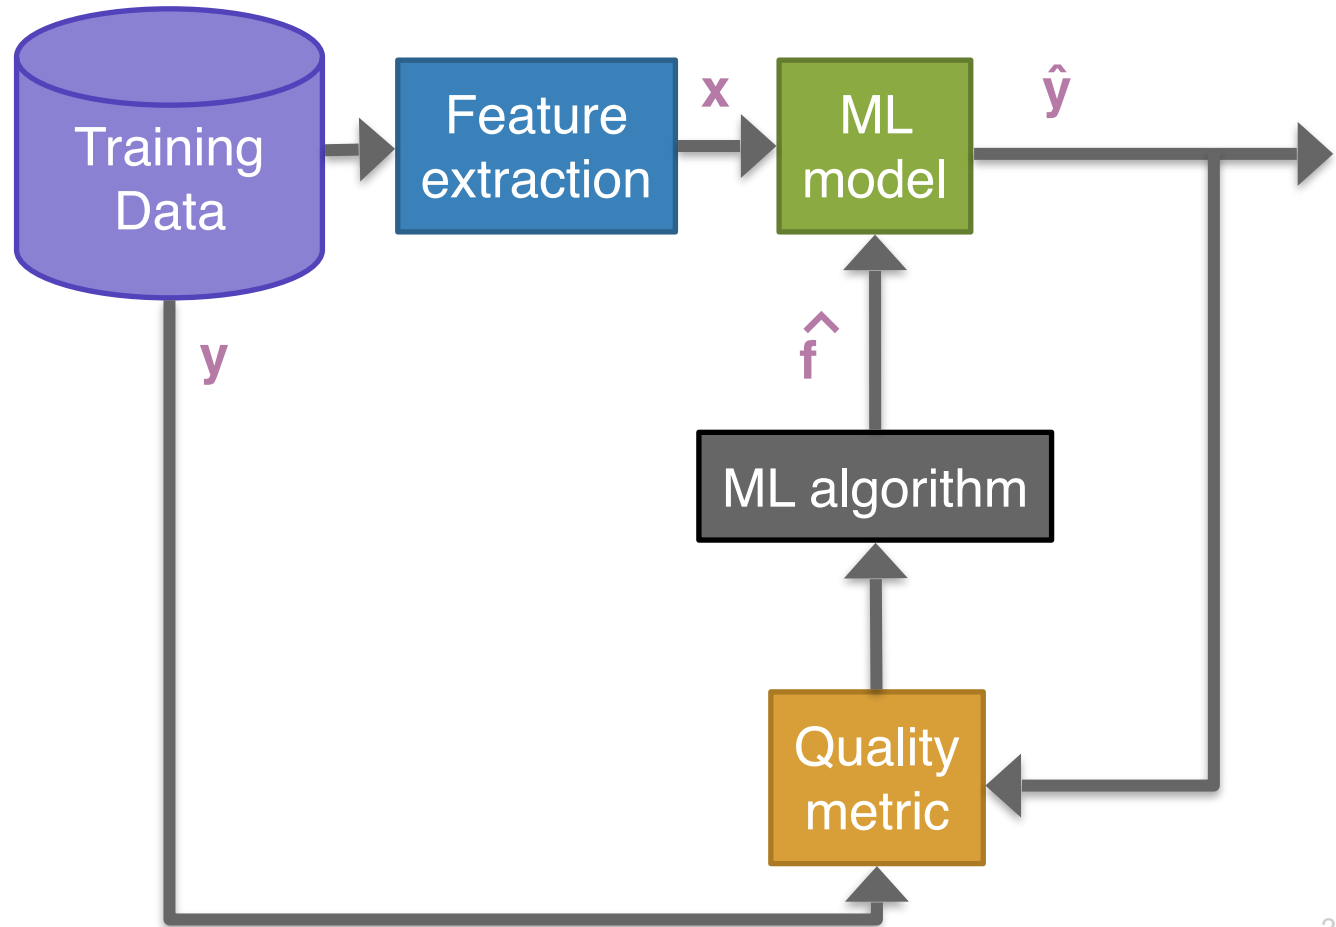 Training
Data
Feature
extraction
x
ML
model
ŷ
y
f̂
ML algorithm
Quality
metric